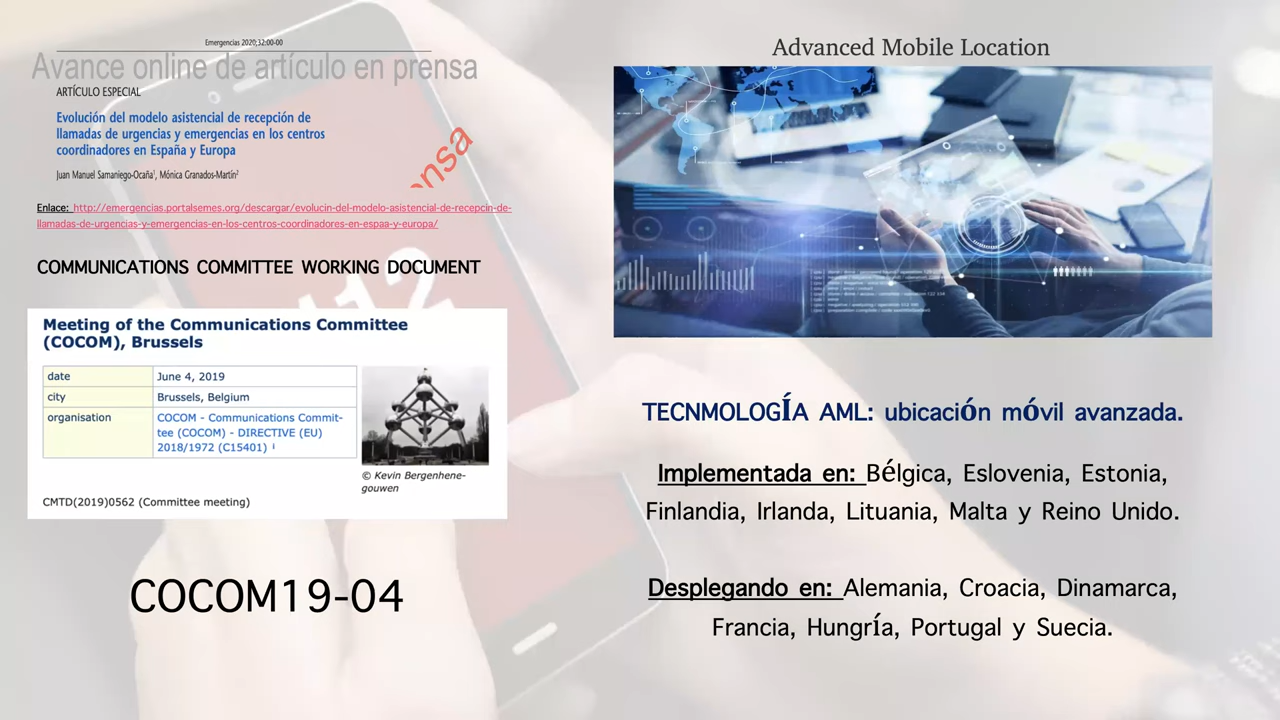 Emergencias 2020;32:00-00
Avance online de artículo en prensa
ARTÍCULO ESPECIAL
Evolución del modelo asistencial de recepción de
llamadas de urgencias y emergencias en los centros
coordinadores en España y Europa
Juan Manuel Samaniego-Ocaña¹, Mónica Granados-Martín²
ensa
Enlace: http://emergencias.portalsemes.org/descargar/evolucin-del-modelo-asistencial-de-recepcin-de-
llamadas-de-urgencias-y-emergencias-en-los-centros-coordinadores-en-espaa-y-europa/
COMMUNICATIONS COMMITTEE WORKING DOCUMENT
112
Meeting of the Communications Committee
(COCOM), Brussels
date June 4, 2019
city Brussels, Belgium
organisation COCOM - Communications Commit-
tee (COCOM) - DIRECTIVE (EU)
2018/1972 (C15401) i
© Kevin Bergenhene-
gouwen
CMTD(2019)0562 (Committee meeting)
COCOM19-04
Advanced Mobile Location
TECNMOLOGÍA AML: ubicación móvil avanzada.
Implementada en: Bélgica, Eslovenia, Estonia,
Finlandia, Irlanda, Lituania, Malta y Reino Unido.
Desplegando en: Alemania, Croacia, Dinamarca,
Francia, Hungría, Portugal y Suecia.